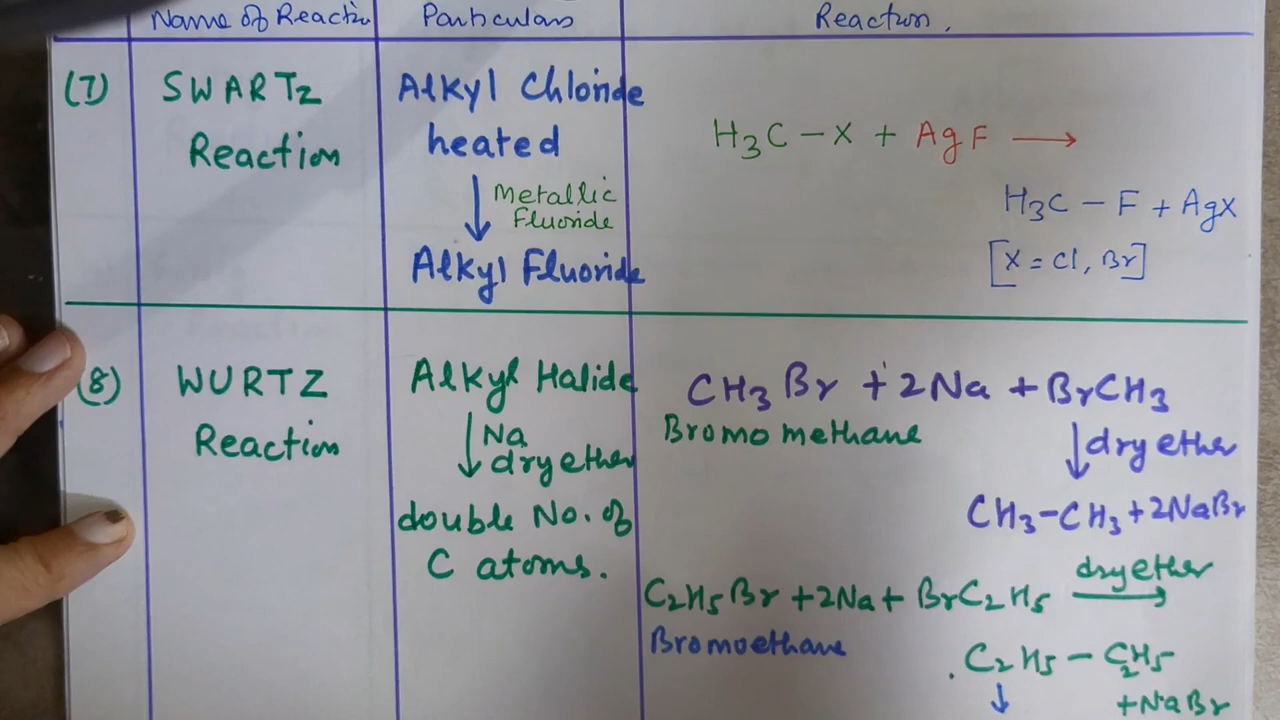 Name of Reactio
Particulars
Reaction.
(7)
SWARTZ
Reaction
Alkyl Chloride
heated
Metallic
Fluoride
Alkyl Fluoride
H3C - X + AgF →
H3C - F + AgX
[X = Cl, Br]
(8)
WURTZ
Reaction
Alkyl Halide
Na
dry ether
double No. of
C atoms.
CH3Br + 2Na + BrCH3
Bromomethane
dry ether
CH3-CH3+2NaBr
C2H5Br + 2Na + BrC2H5 dry ether →
Bromoethane
C2H5 - C2H5
+NaBr